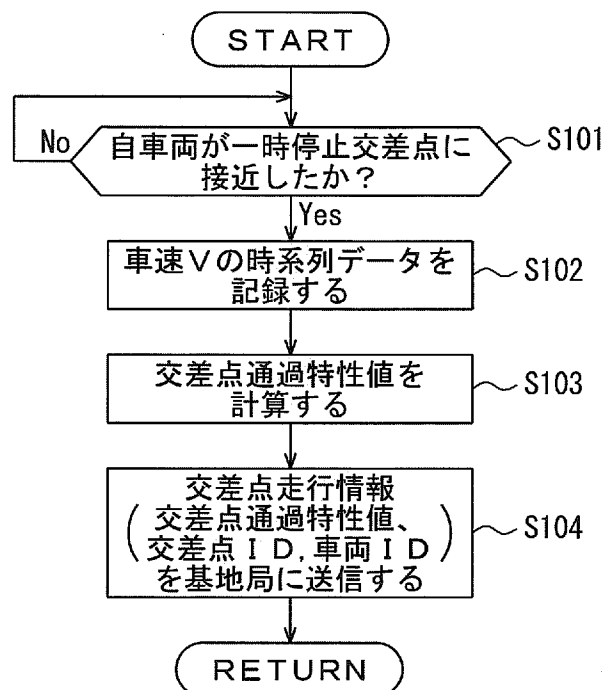 START
No
自車両が一時停止交差点に
接近したか?
S101
Yes
車速Vの時系列データを
記録する
S102
交差点通過特性値を
計算する
S103
交差点走行情報
(交差点通過特性値、
交差点ID,車両ID)
を基地局に送信する
S104
RETURN